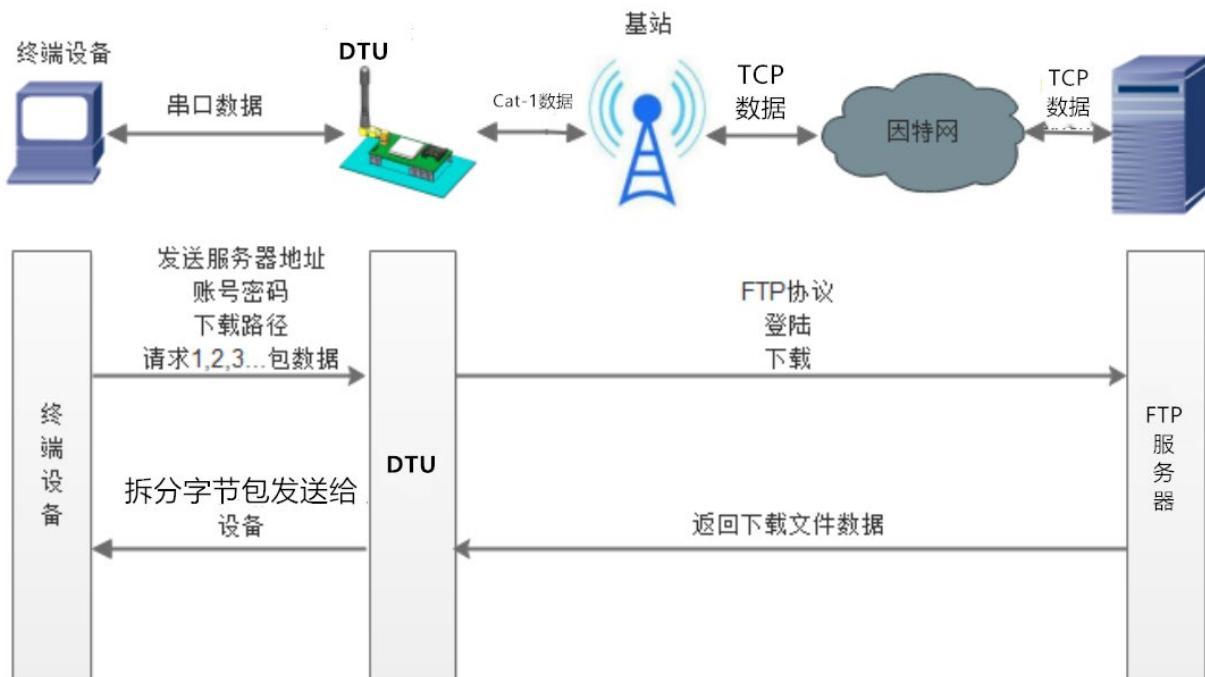 终端设备
DTU
基站
串口数据
Cat-1数据
TCP
数据
因特网
TCP
数据
发送服务器地址
账号密码
下载路径
请求1,2,3...包数据
FTP协议
登陆
下载
终
端
设
备
DTU
FTP
服
务
器
拆分字节包发送给
设备
返回下载文件数据